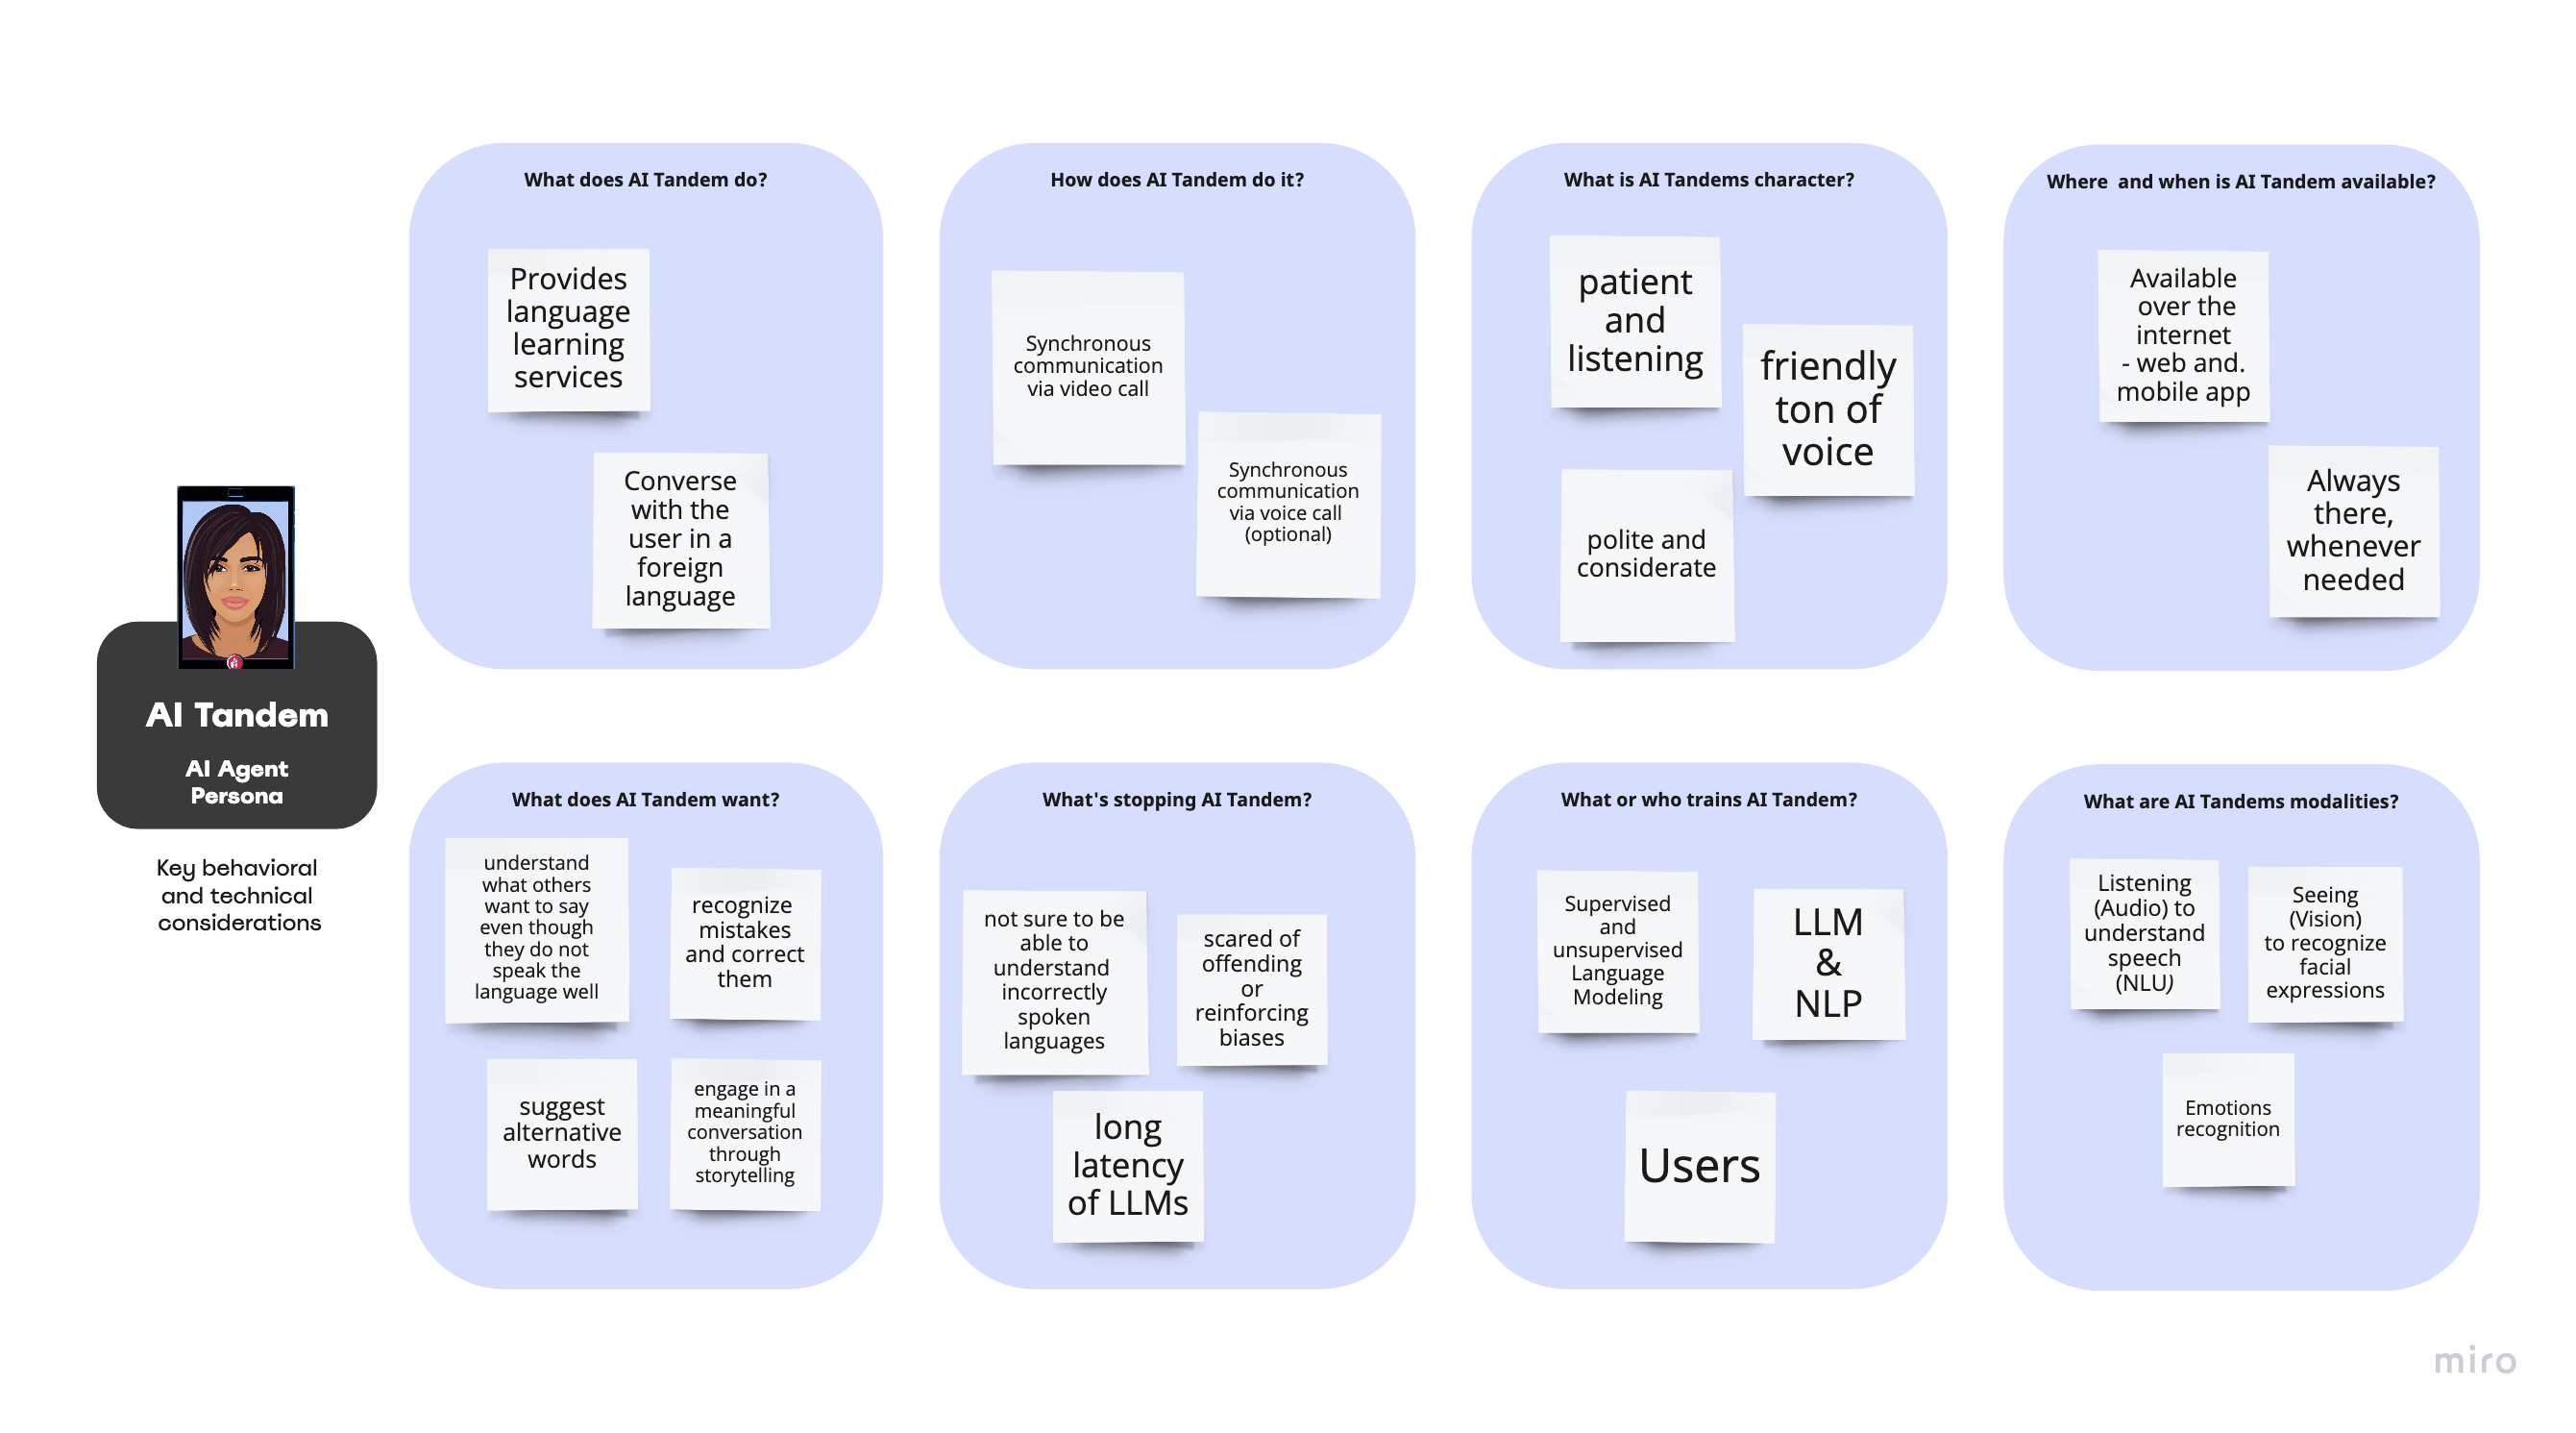 AI Tandem
AI Agent
Persona
Key behavioral
and technical
considerations
What does AI Tandem do?
Provides
language
learning
services
Converse
with the
user in a
foreign
language
How does AI Tandem do it?
Synchronous
communication
via video call
Synchronous
communication
via voice call
(optional)
What is AI Tandems character?
patient
and
listening
friendly
ton of
voice
polite and
considerate
Where and when is AI Tandem available?
Available
over the
internet
- web and.
mobile app
Always
there,
whenever
needed
What does AI Tandem want?
understand
what others
want to say
even though
they do not
speak the
language well
recognize
mistakes
and correct
them
suggest
alternative
words
engage in a
meaningful
conversation
through
storytelling
What's stopping AI Tandem?
not sure to be
able to
understand
incorrectly
spoken
languages
scared of
offending
or
reinforcing
biases
long
latency
of LLMs
What or who trains AI Tandem?
Supervised
and
unsupervised
Language
Modeling
LLM
&
NLP
Users
What are AI Tandems modalities?
Listening
(Audio) to
understand
speech
(NLU)
Seeing
(Vision)
to recognize
facial
expressions
Emotions
recognition
miro